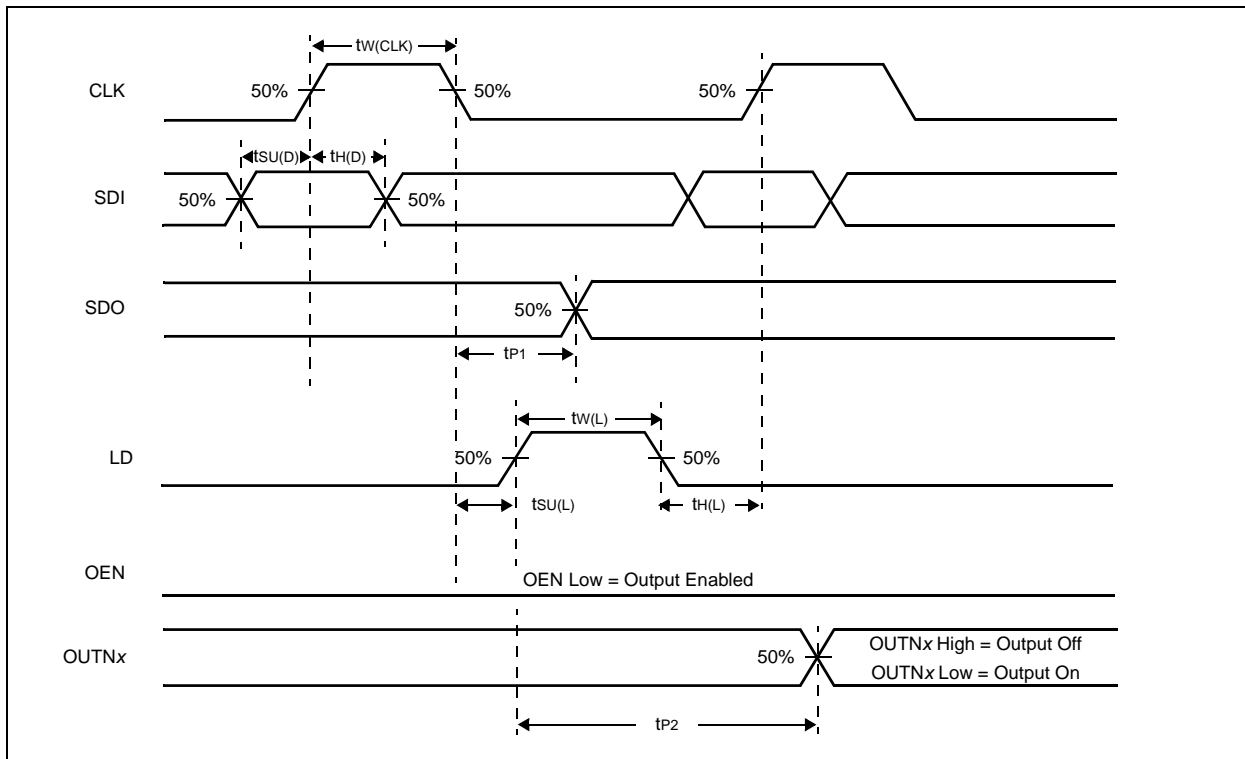 tW(CLK)
CLK
50%
50%
50%
tSU(D)
tH(D)
SDI
50%
50%
SDO
50%
tP1
tW(L)
LD
50%
50%
tSU(L)
tH(L)
OEN
OEN Low = Output Enabled
OUTNx
50%
OUTNx High = Output Off
OUTNx Low = Output On
tP2